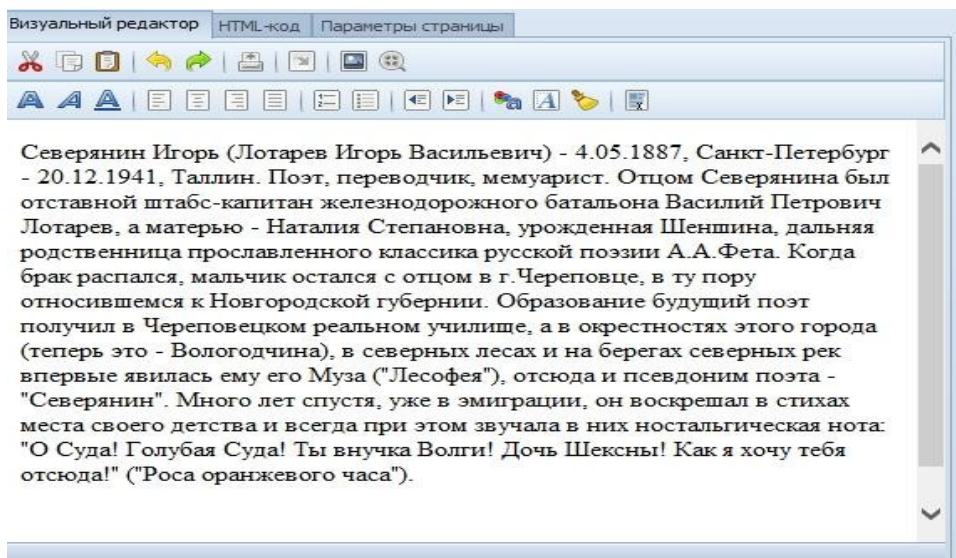 Визуальный редактор HTML-код Параметры страницы
Северянин Игорь (Лотарев Игорь Васильевич) - 4.05.1887, Санкт-Петербург
- 20.12.1941, Таллин. Поэт, переводчик, мемуарист. Отцом Северянина был
отставной штабс-капитан железнодорожного батальона Василий Петрович
Лотарев, а матерью - Наталия Степановна, урожденная Шеншина, дальняя
родственница прославленного классика русской поэзии А.А.Фета. Когда
брак распался, мальчик остался с отцом в г.Череповце, в ту пору
относившемся к Новгородской губернии. Образование будущий поэт
получил в Череповецком реальном училище, а в окрестностях этого города
(теперь это - Вологодчина), в северных лесах и на берегах северных рек
впервые явилась ему его Муза ("Лесофея"), отсюда и псевдоним поэта -
"Северянин". Много лет спустя, уже в эмиграции, он воскрешал в стихах
места своего детства и всегда при этом звучала в них ностальгическая нота:
"О Суда! Голубая Суда! Ты внучка Волги! Дочь Шексны! Как я хочу тебя
отсюда!" ("Роса оранжевого часа").